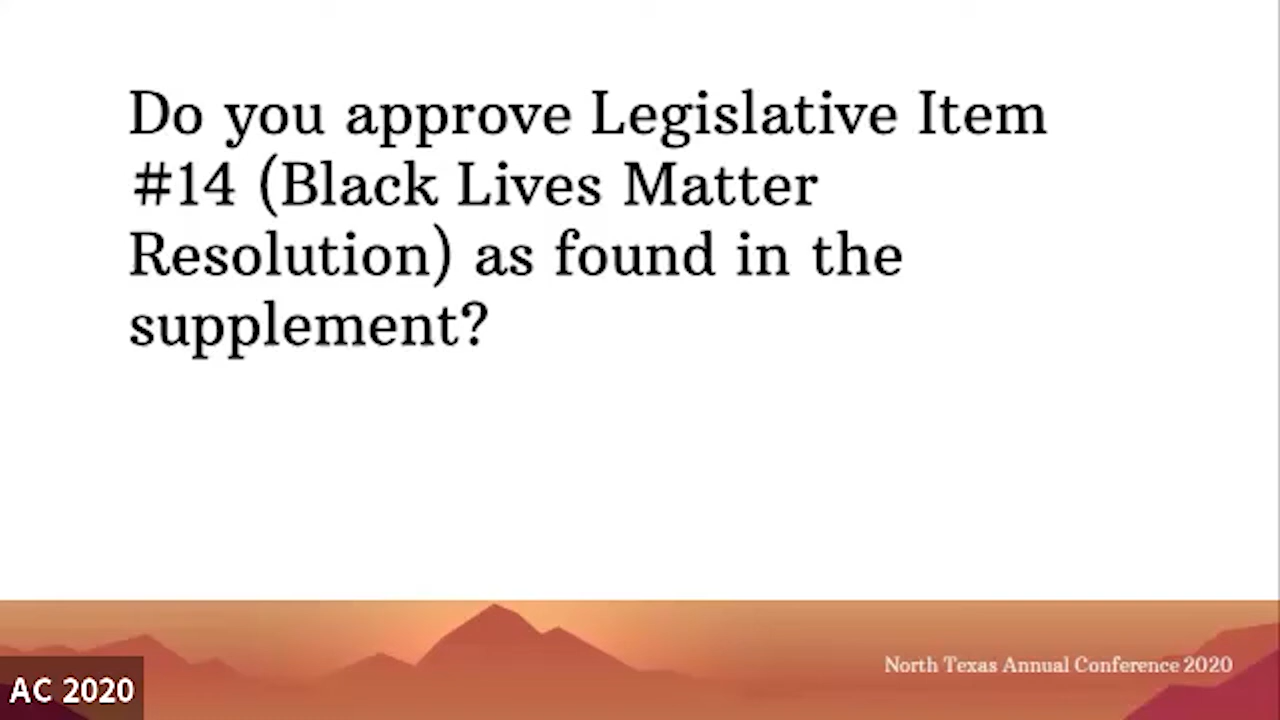 Do you approve Legislative Item
#14 (Black Lives Matter
Resolution) as found in the
supplement?
North Texas Annual Conference 2020
AC 2020